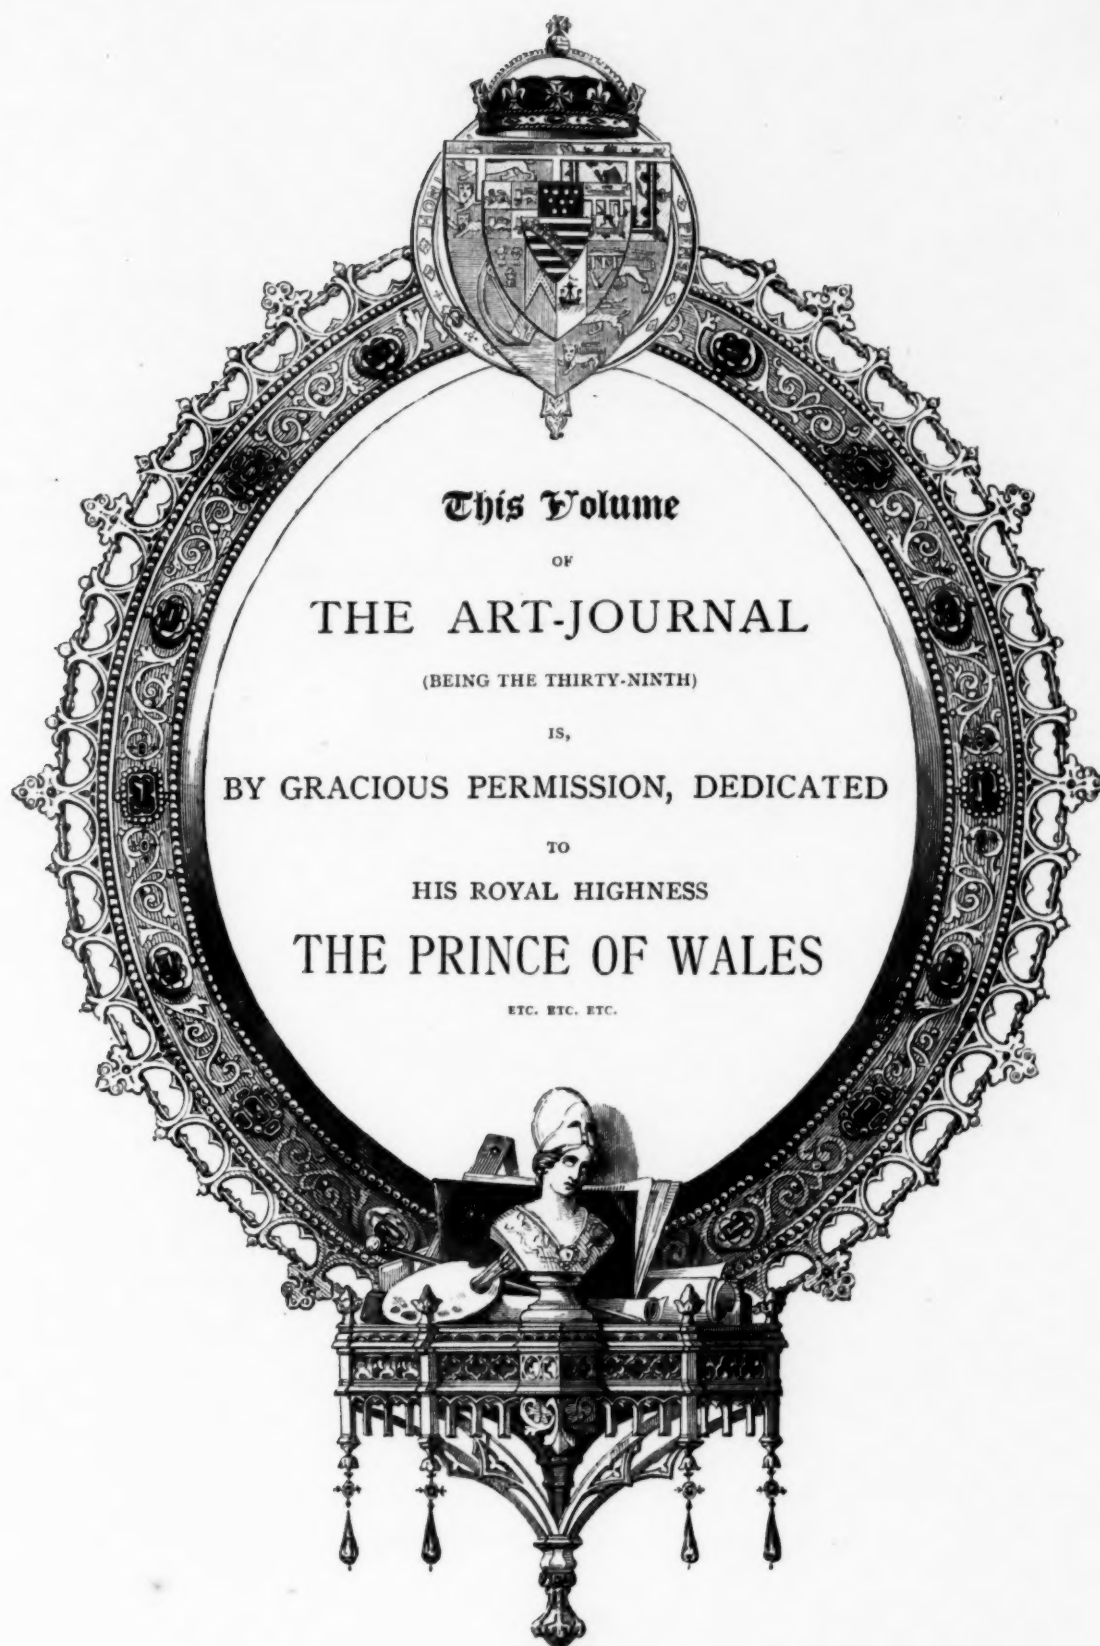 This Volume
OF
THE ART-JOURNAL
(BEING THE THIRTY-NINTH)
IS,
BY GRACIOUS PERMISSION, DEDICATED
TO
HIS ROYAL HIGHNESS
THE PRINCE OF WALES
ETC. ETC. ETC.